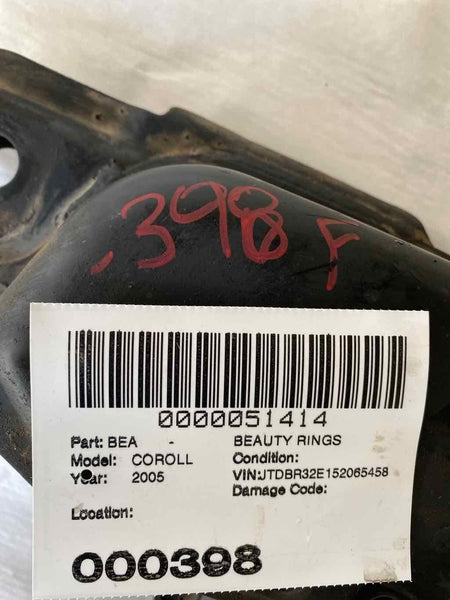 .398 F
0000051414
Part: BEA - BEAUTY RINGS
Model: COROLL Condition:
Year: 2005 VIN:JTDBR32E152065458
Damage Code:
Location:
000398